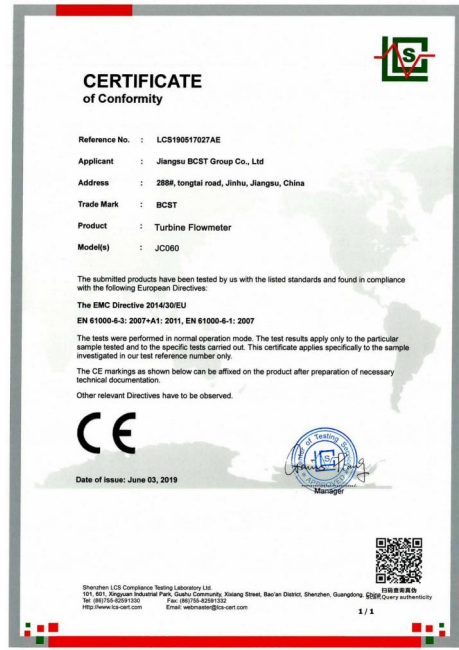 LCS
CERTIFICATE
of Conformity
Reference No. : LCS190517027AE
Applicant : Jiangsu BCST Group Co., Ltd
Address : 288#, tongtai road, Jinhu, Jiangsu, China
Trade Mark : BCST
Product : Turbine Flowmeter
Model(s) : JC060
The submitted products have been tested by us with the listed standards and found in compliance
with the following European Directives:
The EMC Directive 2014/30/EU
EN 61000-6-3: 2007+A1: 2011, EN 61000-6-1: 2007
The tests were performed in normal operation mode. The test results apply only to the particular
sample tested and to the specific tests carried out. This certificate applies specifically to the sample
investigated in our test reference number only.
The CE markings as shown below can be affixed on the product after preparation of necessary
technical documentation.
Other relevant Directives have to be observed.
CE
Date of issue: June 03, 2019
Manager
Shenzhen LCS Compliance Testing Laboratory Ltd.
101, 601, Xingyuan Industrial Park, Gushu Community, Xixiang Street, Bao'an District, Shenzhen, Guangdong, China
Tel: (86)755-82591330 Fax: (86)755-82591332
Http://www.lcs-cert.com Email: webmaster@lcs-cert.com
扫码查询真伪
Query authenticity
1 / 1